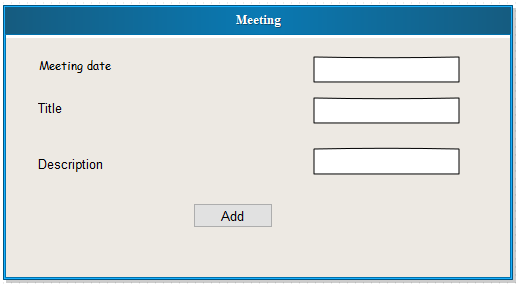 Meeting
Meeting date
Title
Description
Add